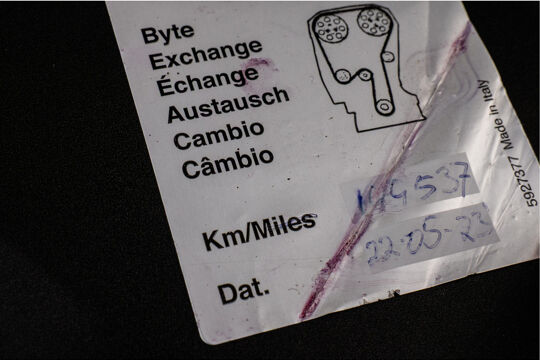 Byte
Exchange
Échange
Austausch
Cambio
Câmbio
Km/Miles 
Dat. 22-05-23
5927377 Made in Italy